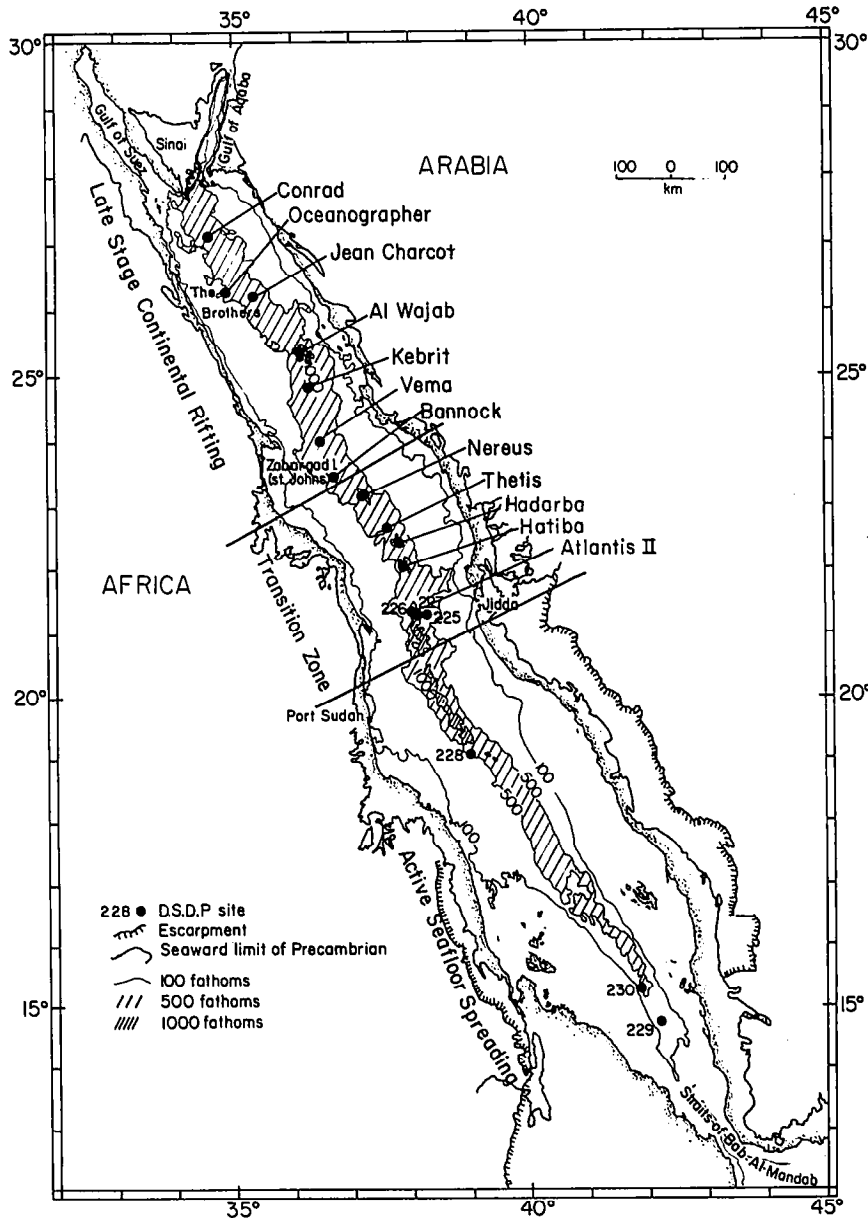 35°
40°
45°
30°
30°
Gulf of Suez
Sinai
Gulf of Aqaba
ARABIA
100 0 100
km
Conrad
Oceanographer
Jean Charcot
The
Brothers
Al Wajab
Kebrit
Vema
Bannock
Nereus
Thetis
Hadarba
Hatiba
Atlantis II
Late Stage Continental Rifting
25°
25°
Zabargad I.
(St. Johns)
AFRICA
Transition Zone
226
225
Jidda
20°
20°
Port Sudan
228
100
500
500
100
100
Active Seafloor Spreading
228 D.S.D.P site
Escarpment
Seaward limit of Precambrian
100 fathoms
500 fathoms
1000 fathoms
15°
15°
230
229
Straits of Bab-Al-Mandab
35°
40°
45°